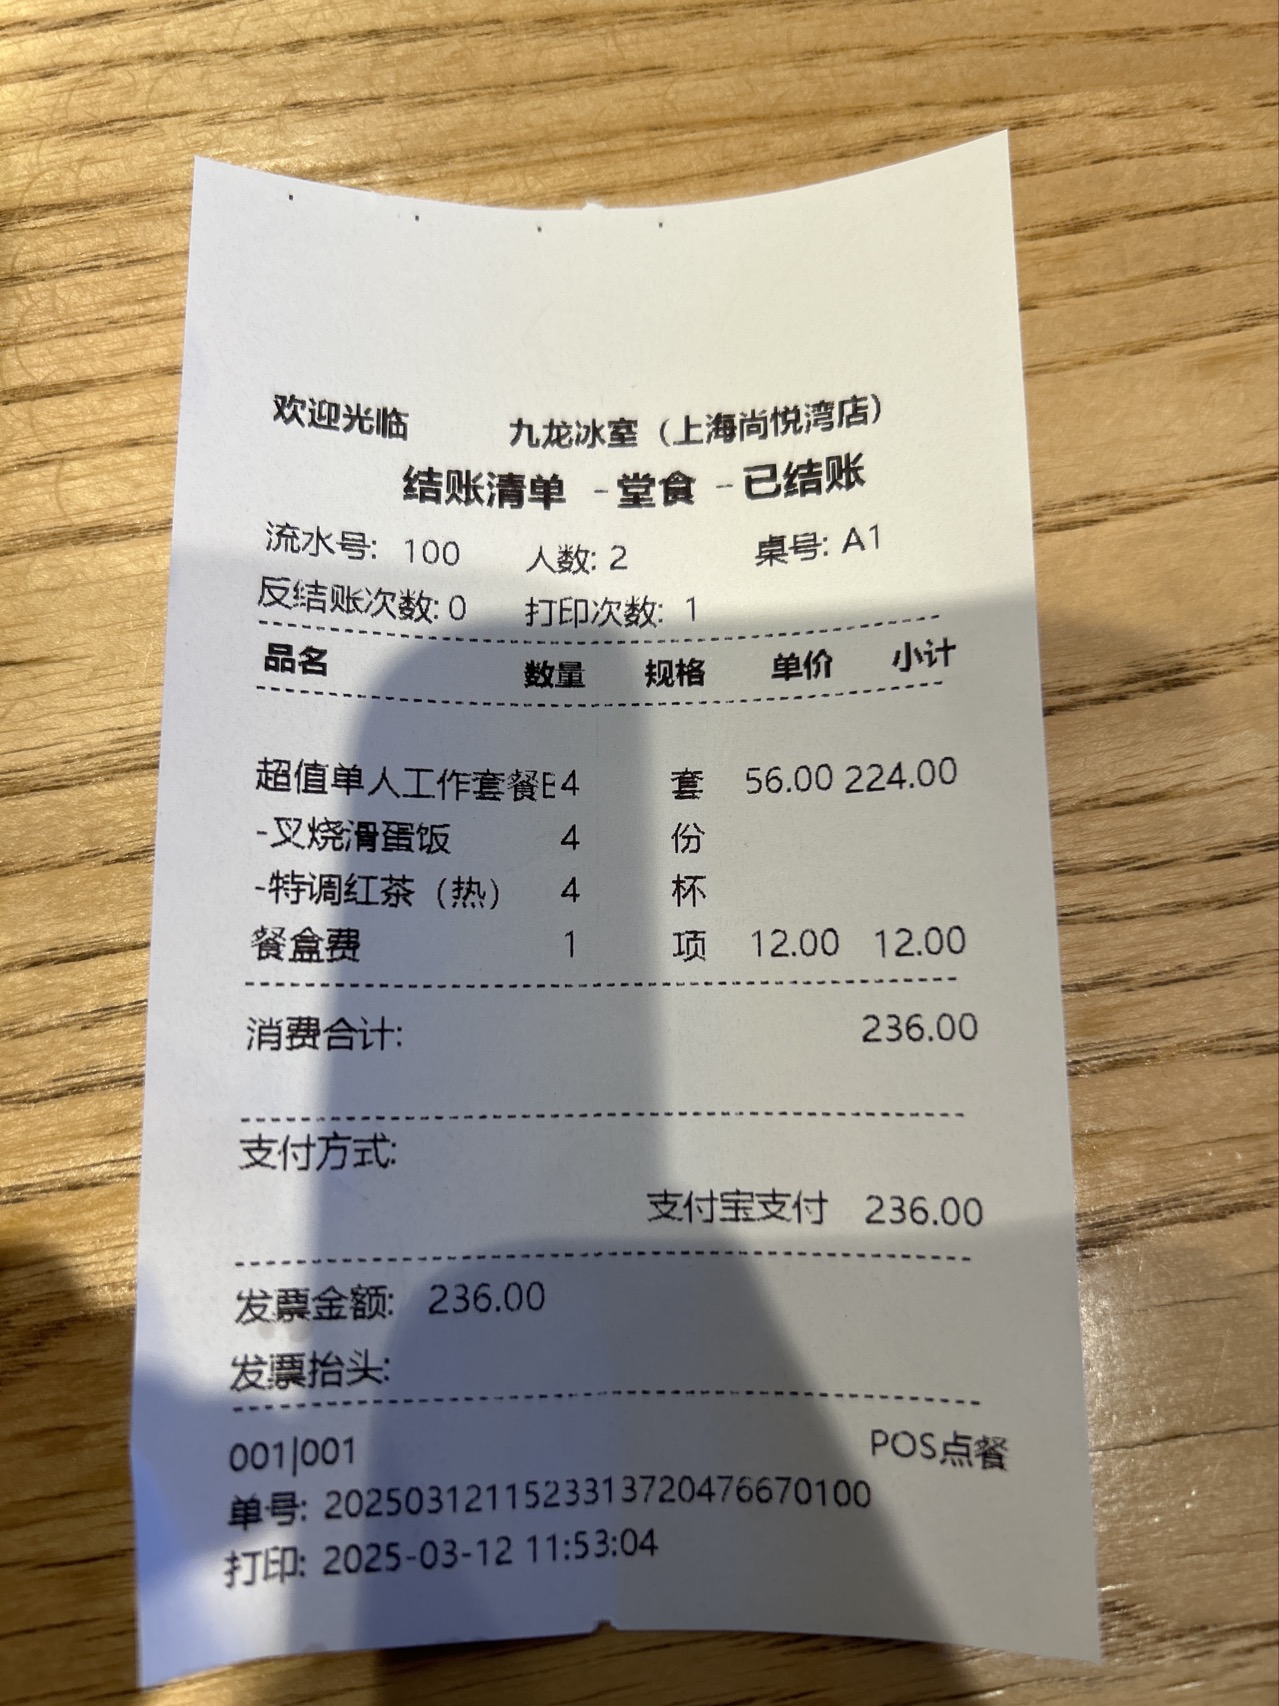 欢迎光临 九龙冰室（上海尚悦湾店）
结账清单 - 堂食 - 已结账
流水号: 100 人数: 2 桌号: A1
反结账次数: 0 打印次数: 1
品名 数量 规格 单价 小计
超值单人工作套餐 4 套 56.00 224.00
-叉烧滑蛋饭 4 份
-特调红茶（热） 4 杯
餐盒费 1 项 12.00 12.00
消费合计: 236.00
支付方式:
支付宝支付 236.00
发票金额: 236.00
发票抬头:
001|001 POS点餐
单号: 2025031211523313720476670100
打印: 2025-03-12 11:53:04